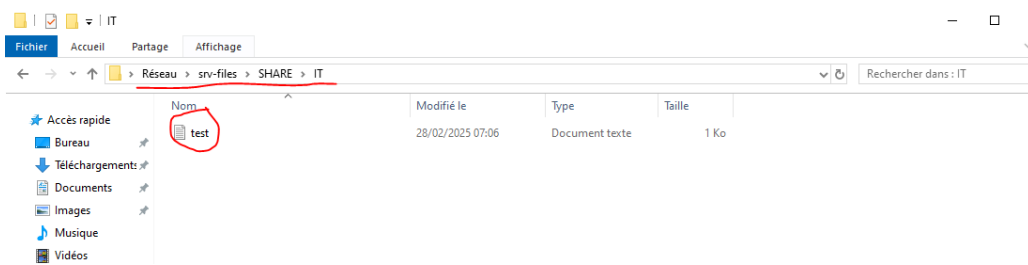 IT
Fichier Accueil Partage Affichage
Réseau srv-files SHARE IT Rechercher dans : IT
Nom Modifié le Type Taille
Accès rapide
test 28/02/2025 07:06 Document texte 1 Ko
Bureau
Téléchargements
Documents
Images
Musique
Vidéos